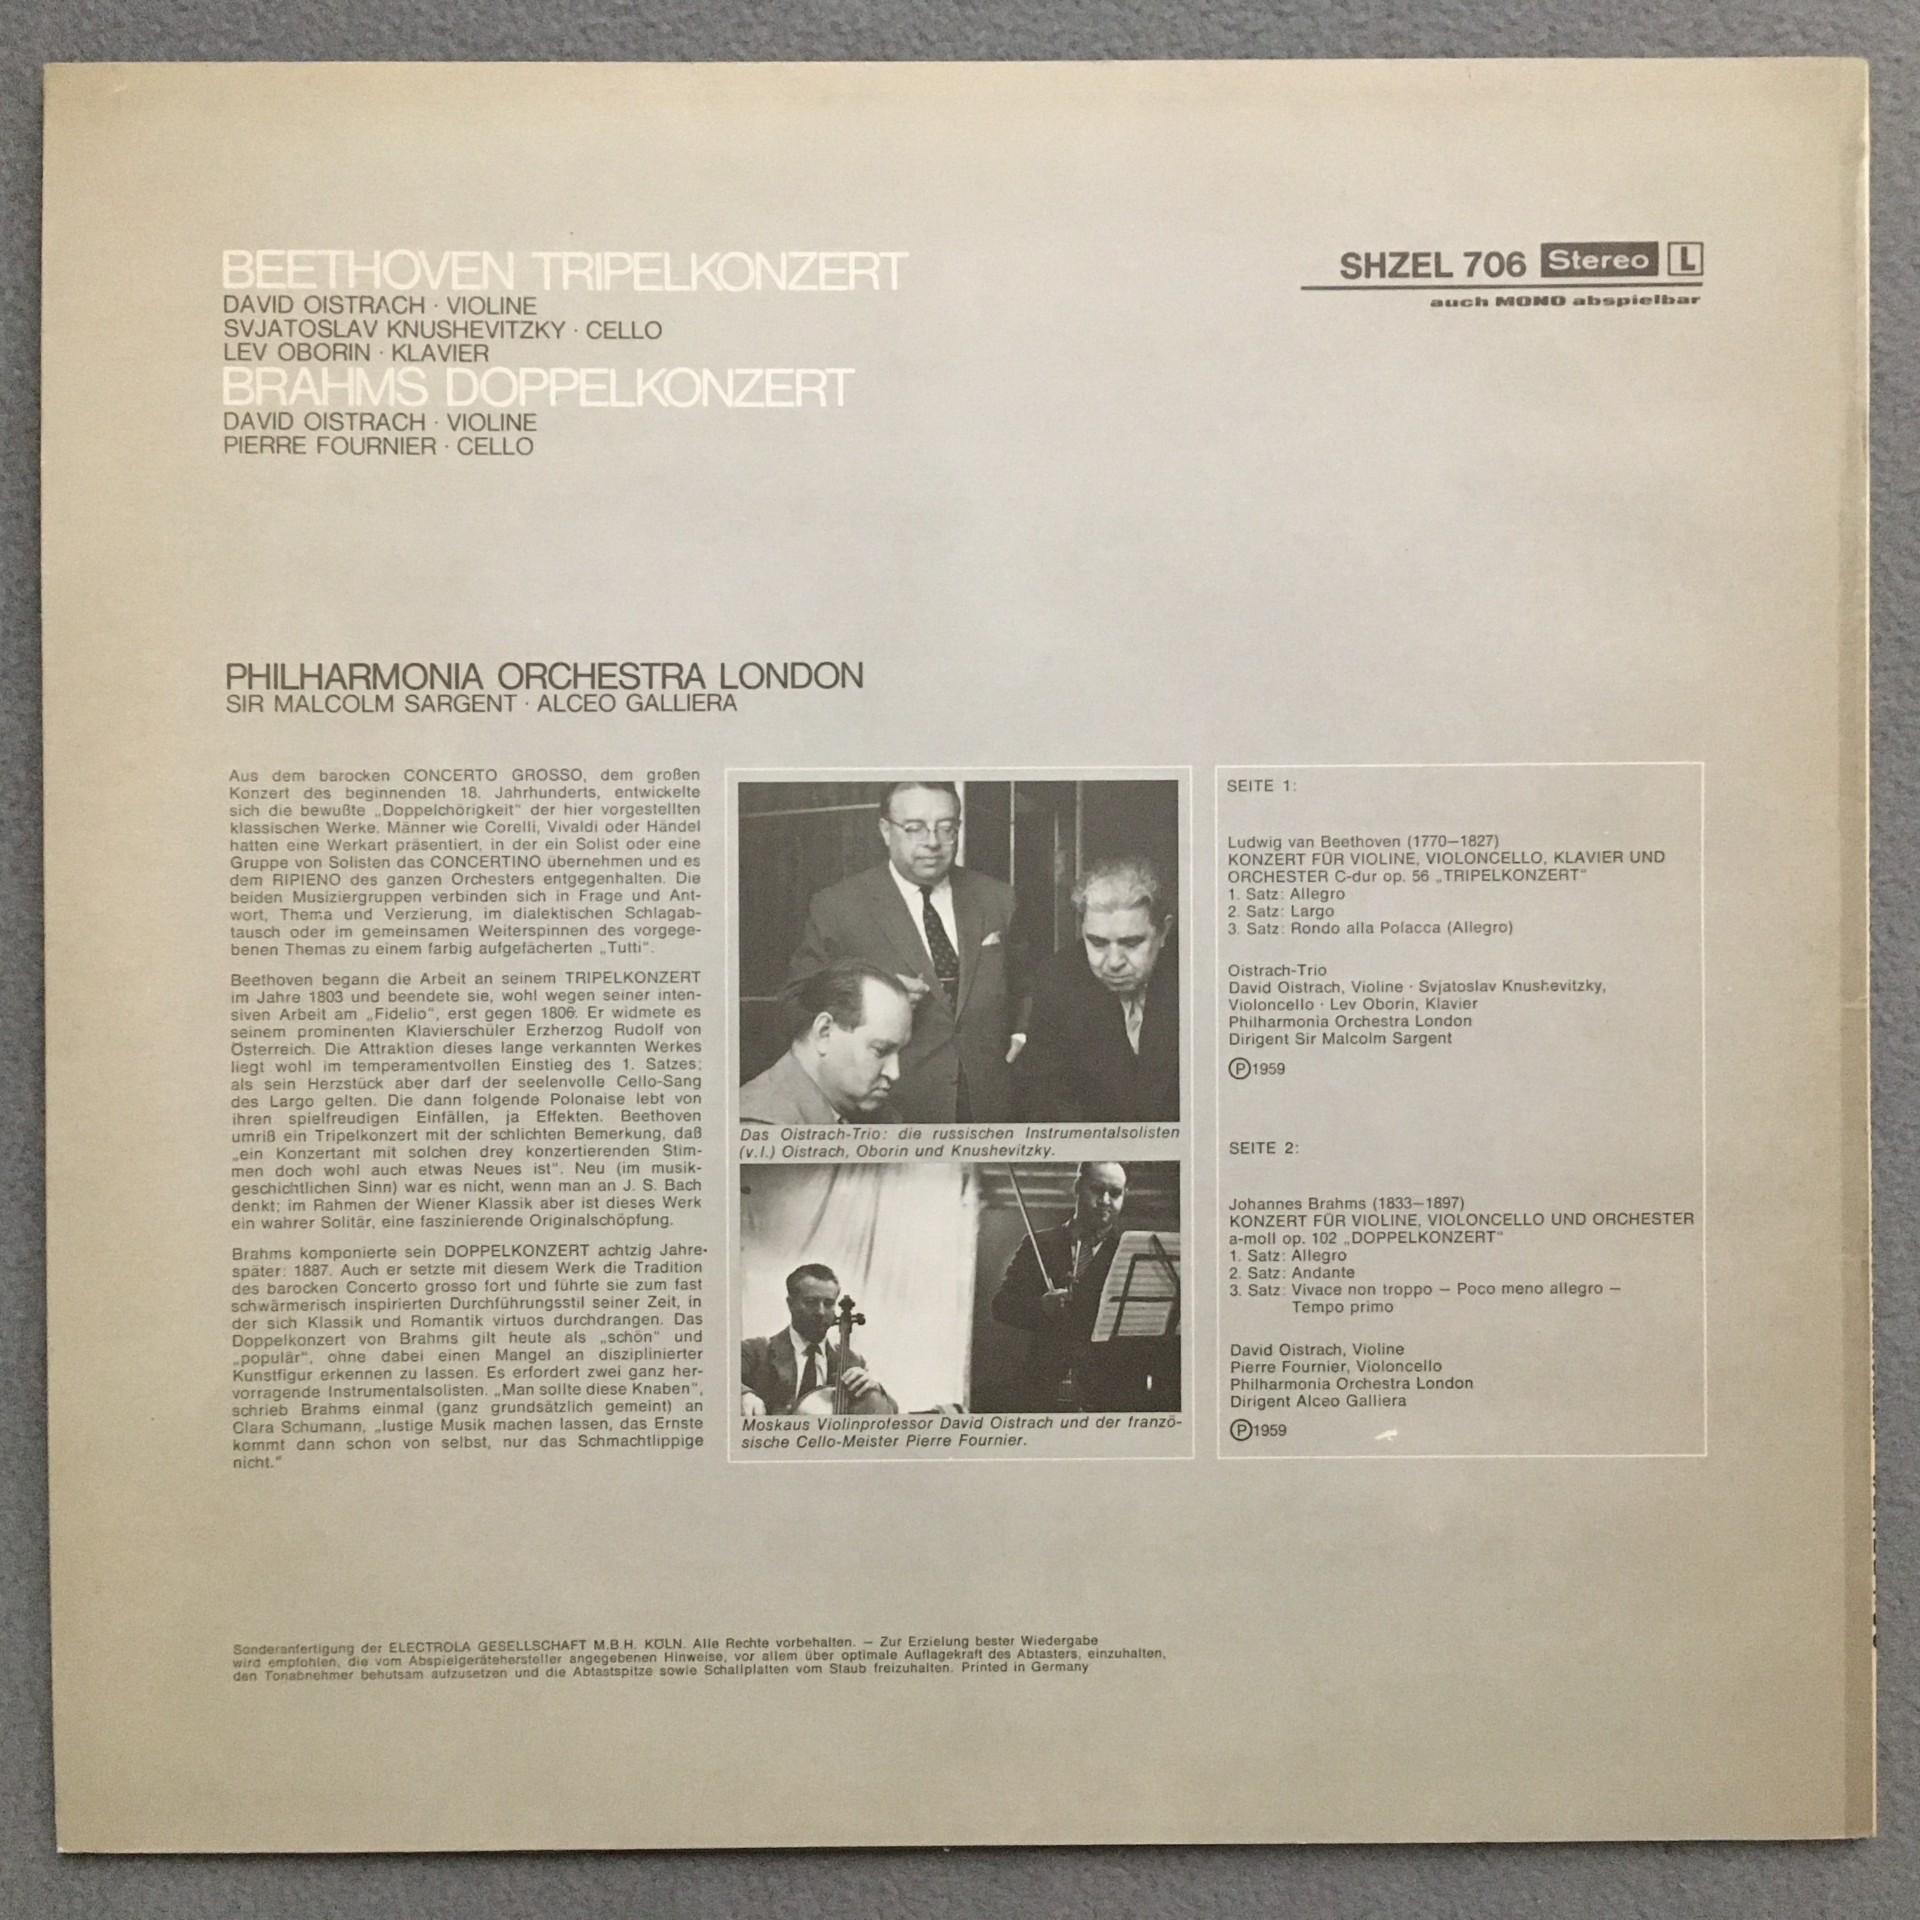 BEETHOVEN TRIPELKONZERT
DAVID OISTRACH · VIOLINE
SVJATOSLAV KNUSHEVITZKY · CELLO
LEV OBORIN · KLAVIER
BRAHMS DOPPELKONZERT
DAVID OISTRACH · VIOLINE
PIERRE FOURNIER · CELLO
SHZEL 706 Stereo L
auch MONO abspielbar
PHILHARMONIA ORCHESTRA LONDON
SIR MALCOLM SARGENT · ALCEO GALLIERA
Aus dem barocken CONCERTO GROSSO, dem großen
Konzert des beginnenden 18. Jahrhunderts, entwickelte
sich die bewußte „Doppelchörigkeit" der hier vorgestellten
klassischen Werke. Männer wie Corelli, Vivaldi oder Händel
hatten eine Werkart präsentiert, in der ein Solist oder eine
Gruppe von Solisten das CONCERTINO übernehmen und es
dem RIPIENO des ganzen Orchesters entgegenhalten. Die
beiden Musiziergruppen verbinden sich in Frage und Ant-
wort, Thema und Verzierung, im dialektischen Schlagab-
tausch oder im gemeinsamen Weiterspinnen des vorgege-
benen Themas zu einem farbig aufgefächerten „Tutti".
Beethoven begann die Arbeit an seinem TRIPELKONZERT
im Jahre 1803 und beendete sie, wohl wegen seiner inten-
siven Arbeit am „Fidelio", erst gegen 1806. Er widmete es
seinem prominenten Klavierschüler Erzherzog Rudolf von
Österreich. Die Attraktion dieses lange verkannten Werkes
liegt wohl im temperamentvollen Einstieg des 1. Satzes;
als sein Herzstück aber darf der seelenvolle Cello-Sang
des Largo gelten. Die dann folgende Polonaise lebt von
ihren spielfreudigen Einfällen, ja Effekten. Beethoven
umriß ein Tripelkonzert mit der schlichten Bemerkung, daß
„ein Konzertant mit solchen drey konzertierenden Stim-
men doch wohl auch etwas Neues ist". Neu (im musik-
geschichtlichen Sinn) war es nicht, wenn man an J. S. Bach
denkt; im Rahmen der Wiener Klassik aber ist dieses Werk
ein wahrer Solitär, eine faszinierende Originalschöpfung.
Brahms komponierte sein DOPPELKONZERT achtzig Jahre
später: 1887. Auch er setzte mit diesem Werk die Tradition
des barocken Concerto grosso fort und führte sie zum fast
schwärmerisch inspirierten Durchführungsstil seiner Zeit, in
der sich Klassik und Romantik virtuos durchdrangen. Das
Doppelkonzert von Brahms gilt heute als „schön" und
„populär", ohne dabei einen Mangel an disziplinierter
Kunstfigur erkennen zu lassen. Es erfordert zwei ganz her-
vorragende Instrumentalsolisten. „Man sollte diese Knaben",
schrieb Brahms einmal (ganz grundsätzlich gemeint) an
Clara Schumann, „lustige Musik machen lassen, das Ernste
kommt dann schon von selbst, nur das Schmachtlippige
nicht."
Das Oistrach-Trio: die russischen Instrumentalsolisten
(v.l.) Oistrach, Oborin und Knushevitzky.
Moskaus Violinprofessor David Oistrach und der franzö-
sische Cello-Meister Pierre Fournier.
SEITE 1:
Ludwig van Beethoven (1770—1827)
KONZERT FÜR VIOLINE, VIOLONCELLO, KLAVIER UND
ORCHESTER C-dur op. 56 „TRIPELKONZERT"
1. Satz: Allegro
2. Satz: Largo
3. Satz: Rondo alla Polacca (Allegro)
Oistrach-Trio
David Oistrach, Violine · Svjatoslav Knushevitzky,
Violoncello · Lev Oborin, Klavier
Philharmonia Orchestra London
Dirigent Sir Malcolm Sargent
Ⓟ1959
SEITE 2:
Johannes Brahms (1833—1897)
KONZERT FÜR VIOLINE, VIOLONCELLO UND ORCHESTER
a-moll op. 102 „DOPPELKONZERT"
1. Satz: Allegro
2. Satz: Andante
3. Satz: Vivace non troppo — Poco meno allegro —
Tempo primo
David Oistrach, Violine
Pierre Fournier, Violoncello
Philharmonia Orchestra London
Dirigent Alceo Galliera
Ⓟ1959
Sonderanfertigung der ELECTROLA GESELLSCHAFT M.B.H. KÖLN. Alle Rechte vorbehalten. — Zur Erzielung bester Wiedergabe
wird empfohlen, die vom Abspielgerätehersteller angegebenen Hinweise, vor allem über optimale Auflagekraft des Abtasters, einzuhalten,
den Tonabnehmer behutsam aufzusetzen und die Abtastspitze sowie Schallplatten vom Staub freizuhalten. Printed in Germany